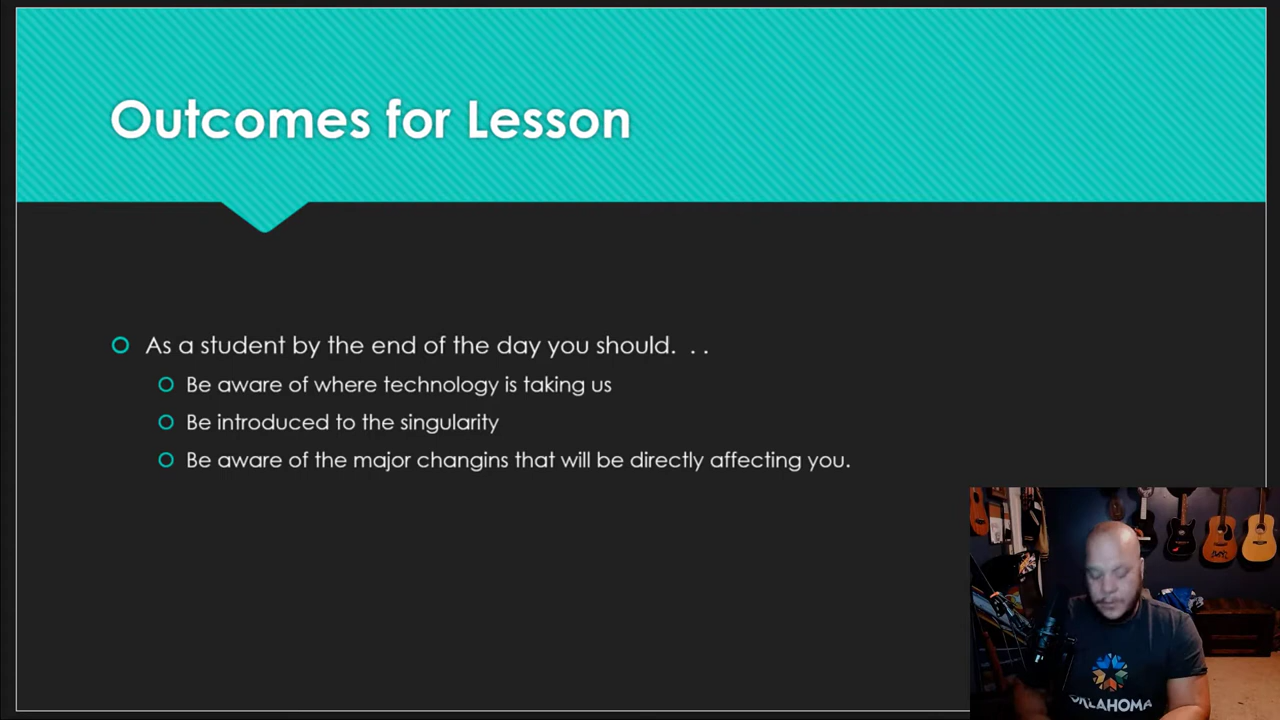 Outcomes for Lesson
As a student by the end of the day you should. . .
Be aware of where technology is taking us
Be introduced to the singularity
Be aware of the major changins that will be directly affecting you.
OKLAHOMA